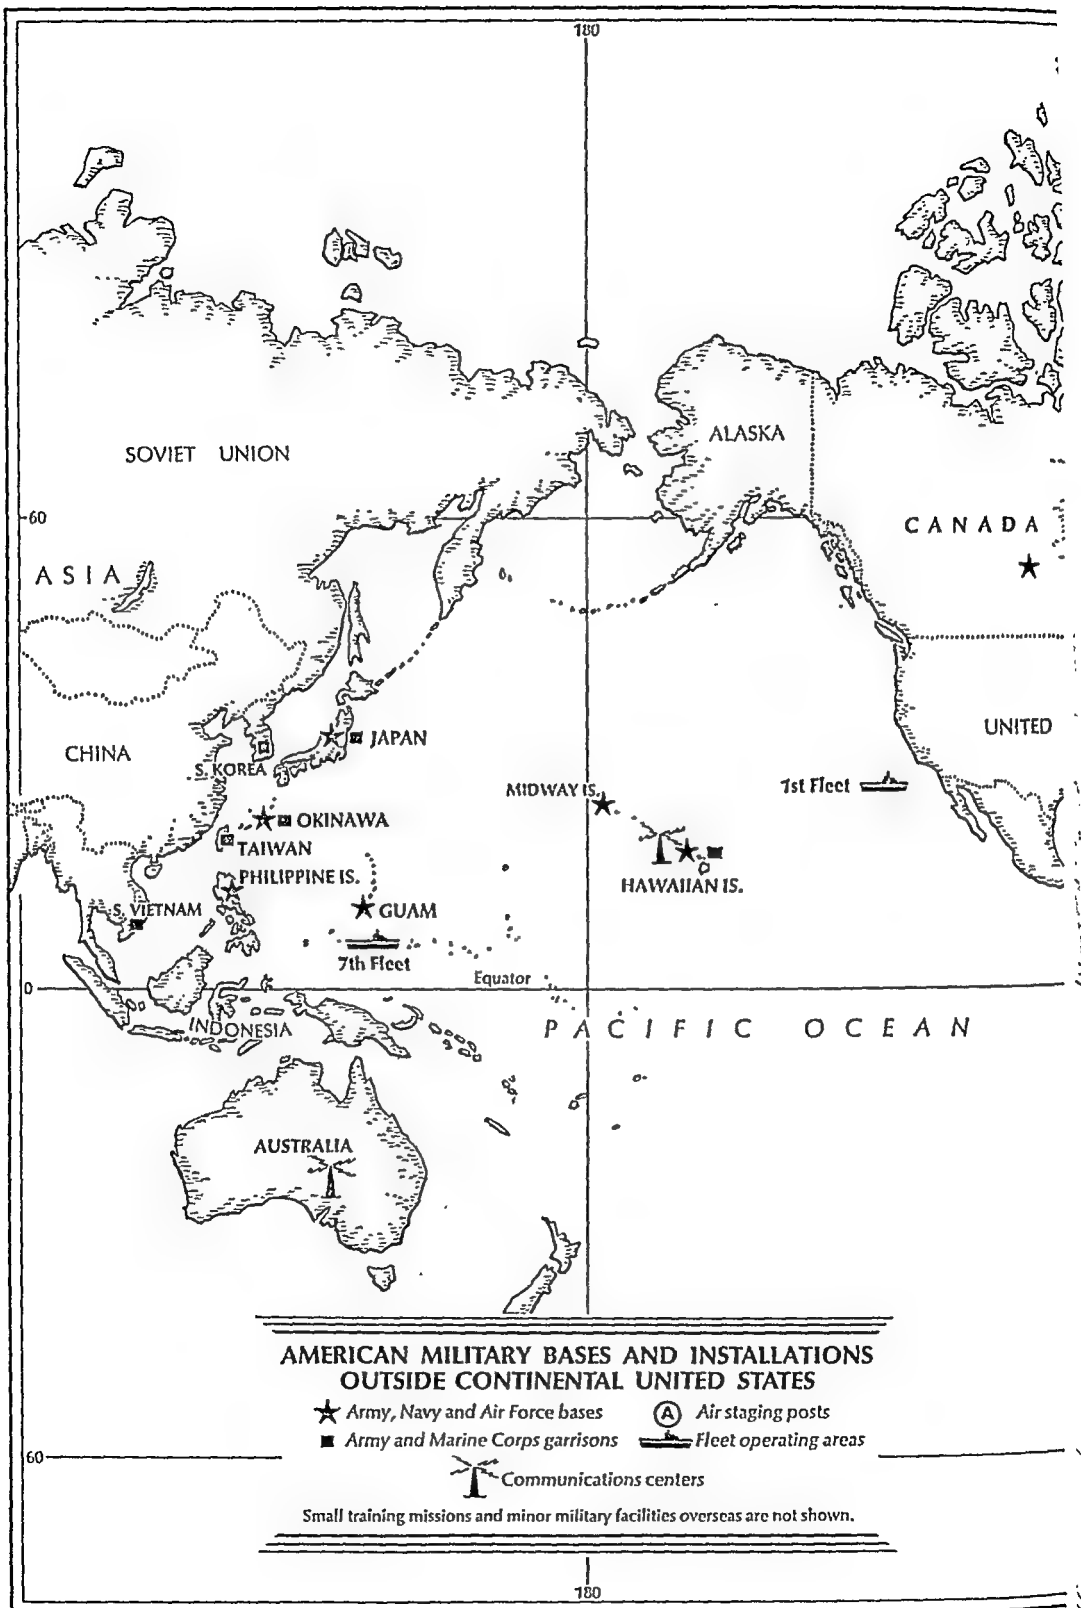 180
SOVIET UNION
ALASKA
60
CANADA
ASIA
CHINA
S. KOREA
JAPAN
UNITED
MIDWAY IS.
1st Fleet
OKINAWA
TAIWAN
HAWAIIAN IS.
PHILIPPINE IS.
S. VIETNAM
GUAM
7th Fleet
Equator
0
INDONESIA
PACIFIC OCEAN
AUSTRALIA
AMERICAN MILITARY BASES AND INSTALLATIONS
OUTSIDE CONTINENTAL UNITED STATES
Army, Navy and Air Force bases
A Air staging posts
Army and Marine Corps garrisons
Fleet operating areas
60
Communications centers
Small training missions and minor military facilities overseas are not shown.
180